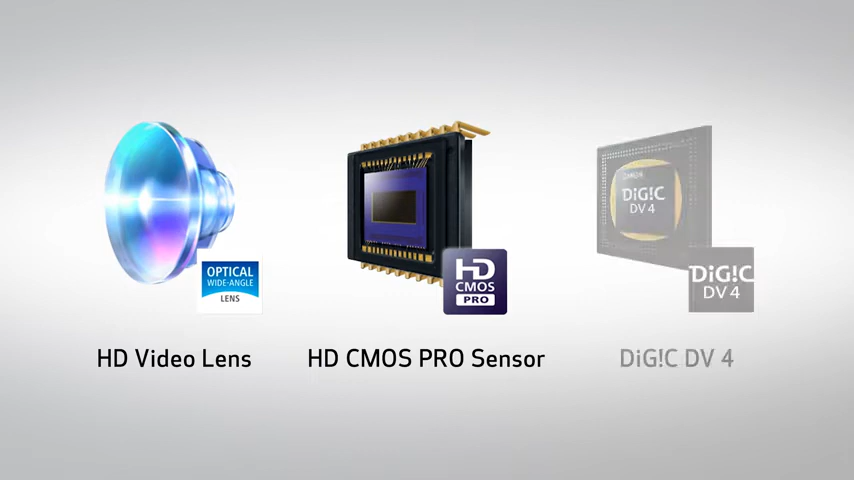 OPTICAL
WIDE-ANGLE
LENS
HD
CMOS
PRO
Canon
DiG!C
DV 4
DiG!C
DV 4
HD Video Lens
HD CMOS PRO Sensor
DiG!C DV 4